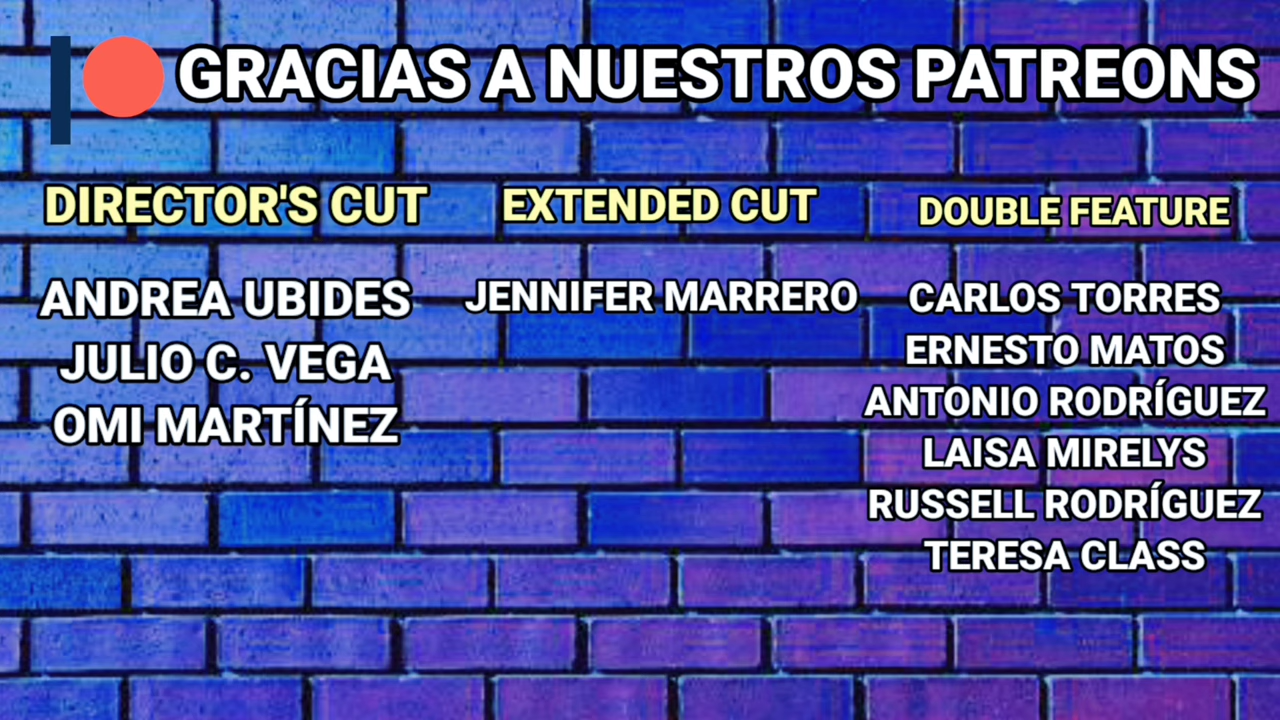 GRACIAS A NUESTROS PATREONS
DIRECTOR'S CUT
ANDREA UBIDES
JULIO C. VEGA
OMI MARTÍNEZ
EXTENDED CUT
JENNIFER MARRERO
DOUBLE FEATURE
CARLOS TORRES
ERNESTO MATOS
ANTONIO RODRÍGUEZ
LAISA MIRELYS
RUSSELL RODRÍGUEZ
TERESA CLASS